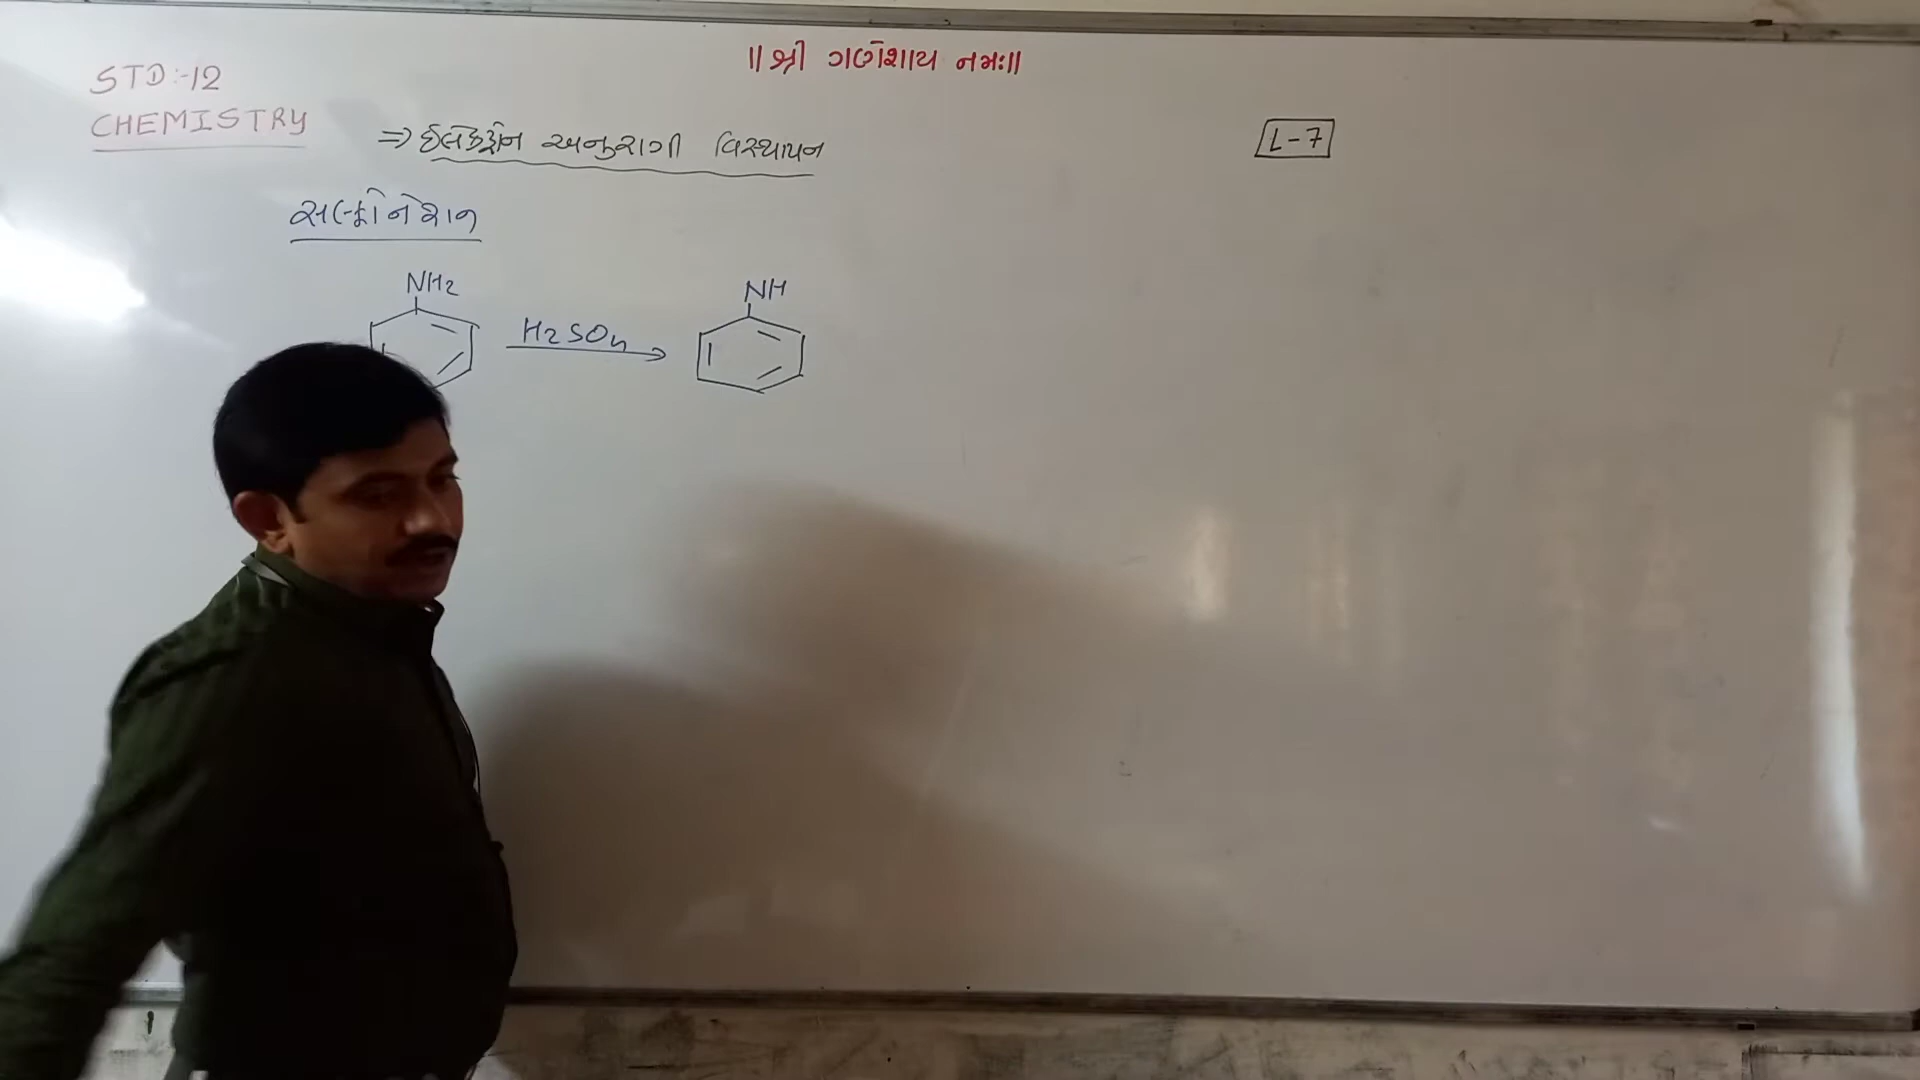 ॥ શ્રી ગણેશાય નમઃ॥
STD:-12
CHEMISTRY
⇒ ઈલેક્ટ્રોન અનુરાગી વિસ્થાપન
L-7
સલ્ફોનેશન
NH2
H2SO4
NH